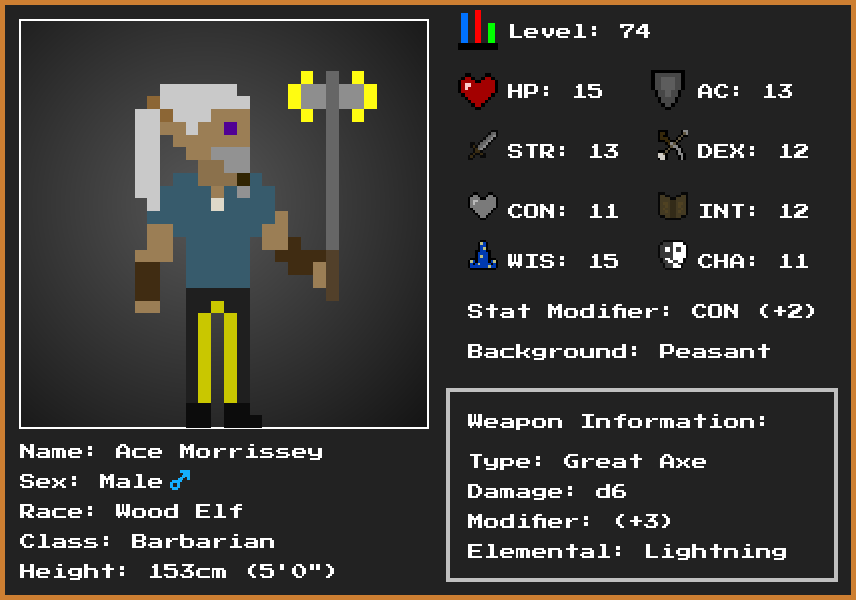 Level: 74
HP: 15
AC: 13
STR: 13
DEX: 12
CON: 11
INT: 12
WIS: 15
CHA: 11
Stat Modifier: CON (+2)
Background: Peasant
Weapon Information:
Type: Great Axe
Damage: d6
Modifier: (+3)
Elemental: Lightning
Name: Ace Morrissey
Sex: Male♂
Race: Wood Elf
Class: Barbarian
Height: 153cm (5'0")